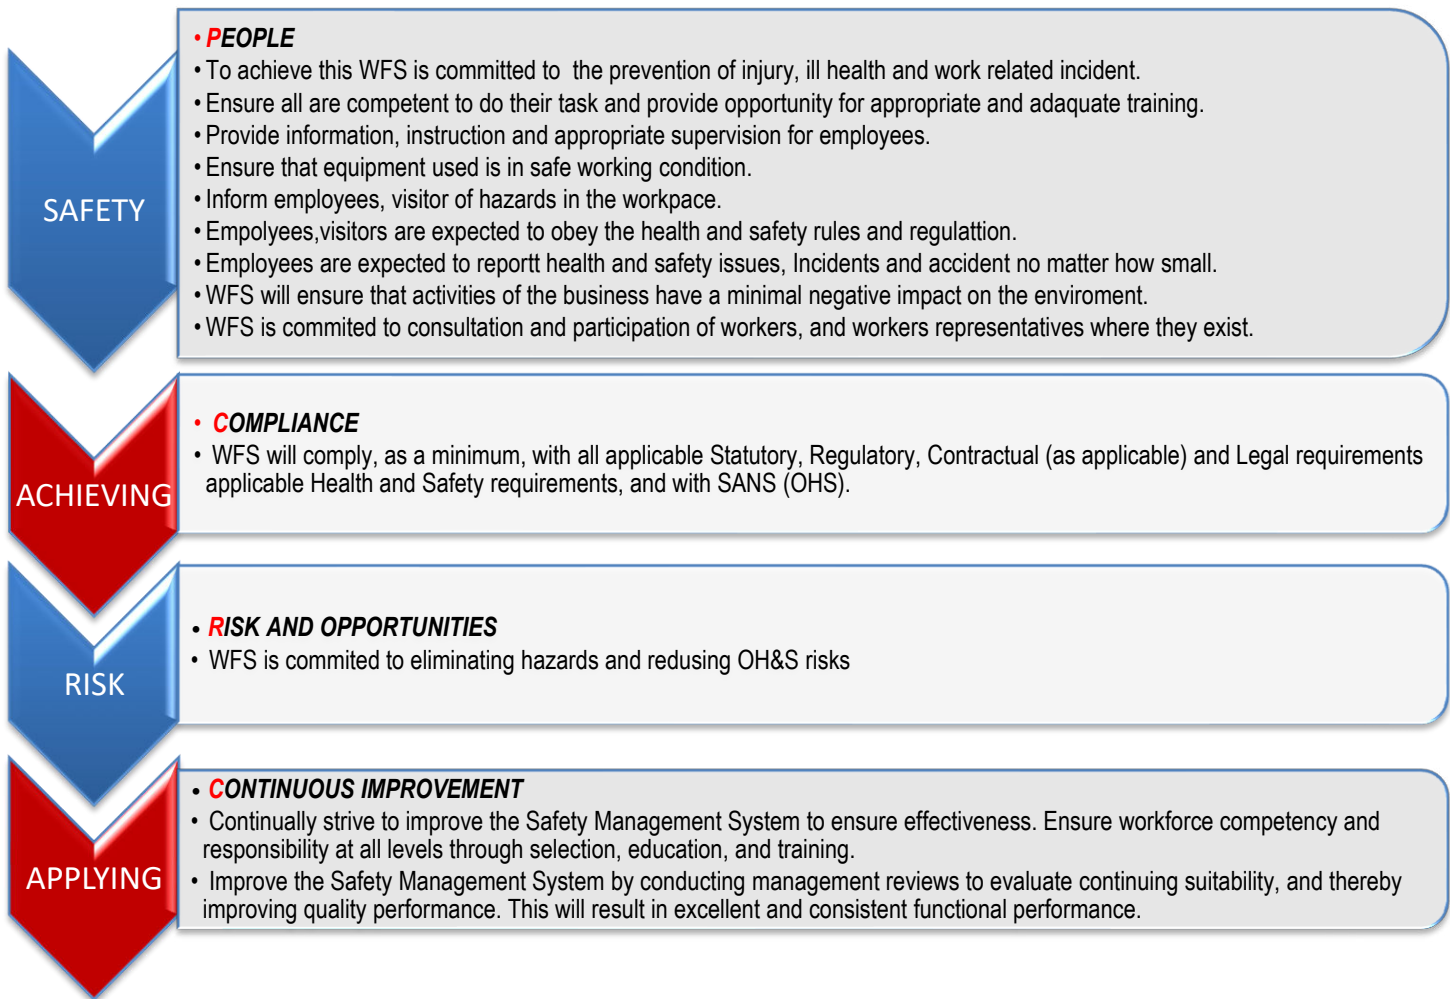 SAFETY
• PEOPLE
• To achieve this WFS is committed to  the prevention of injury, ill health and work related incident.
• Ensure all are competent to do their task and provide opportunity for appropriate and adaquate training.
• Provide information, instruction and appropriate supervision for employees.
• Ensure that equipment used is in safe working condition.
• Inform employees, visitor of hazards in the workpace.
• Empolyees,visitors are expected to obey the health and safety rules and regulattion.
• Employees are expected to reportt health and safety issues, Incidents and accident no matter how small.
• WFS will ensure that activities of the business have a minimal negative impact on the enviroment.
• WFS is commited to consultation and participation of workers, and workers representatives where they exist.
ACHIEVING
• COMPLIANCE
• WFS will comply, as a minimum, with all applicable Statutory, Regulatory, Contractual (as applicable) and Legal requirements
applicable Health and Safety requirements, and with SANS (OHS).
RISK
• RISK AND OPPORTUNITIES
• WFS is commited to eliminating hazards and redusing OH&S risks
APPLYING
• CONTINUOUS IMPROVEMENT
• Continually strive to improve the Safety Management System to ensure effectiveness. Ensure workforce competency and
responsibility at all levels through selection, education, and training.
• Improve the Safety Management System by conducting management reviews to evaluate continuing suitability, and thereby
improving quality performance. This will result in excellent and consistent functional performance.